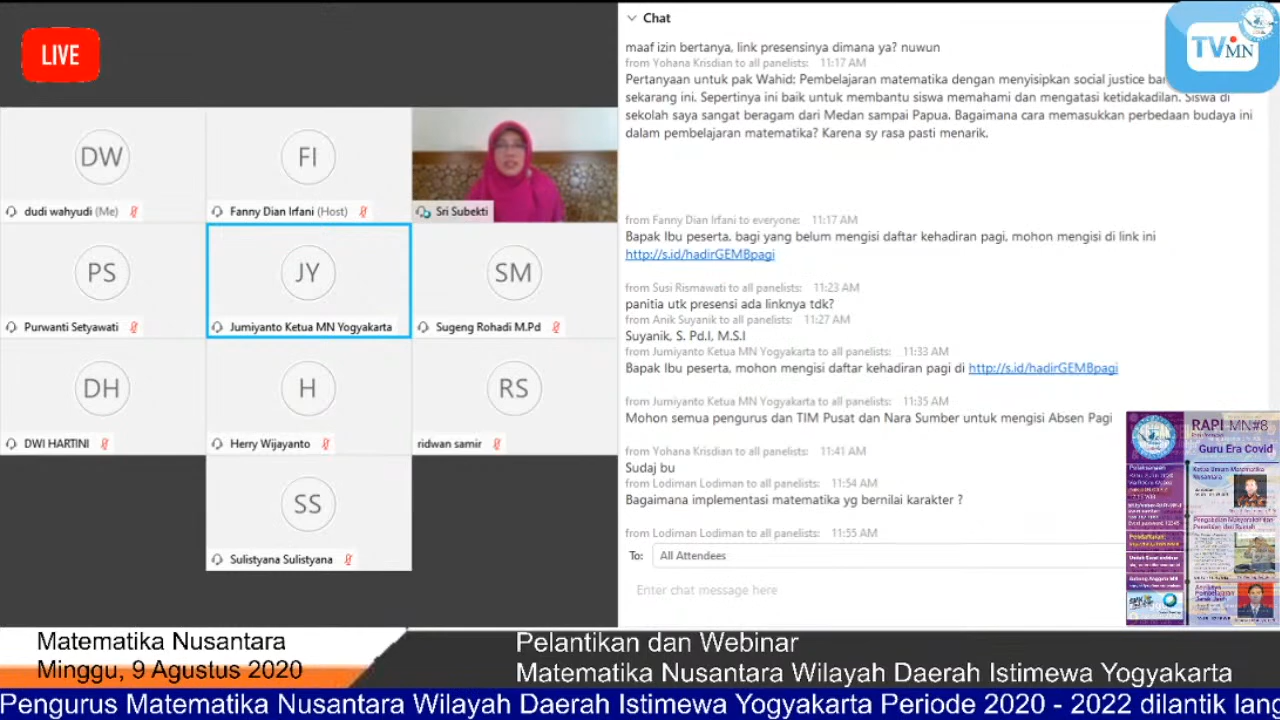 LIVE
DW
dudi wahyudi (Me)
FI
Fanny Dian Irfani (Host)
Sri Subekti
PS
Purwanti Setyawati
JY
Jumiyanto Ketua MN Yogyakarta
SM
Sugeng Rohadi M.Pd
DH
DWI HARTINI
H
Herry Wijayanto
RS
ridwan samir
SS
Sulistyana Sulistyana
Chat
maaf izin bertanya, link presensinya dimana ya? nuwun
from Yohana Krisdian to all panelists: 11:17 AM
Pertanyaan untuk pak Wahid: Pembelajaran matematika dengan menyisipkan social justice
sekarang ini. Sepertinya ini baik untuk membantu siswa memahami dan mengatasi ketidakadilan. Siswa di
sekolah saya sangat beragam dari Medan sampai Papua. Bagaimana cara memasukkan perbedaan budaya ini
dalam pembelajaran matematika? Karena sy rasa pasti menarik.
from Fanny Dian Irfani to everyone: 11:17 AM
Bapak Ibu peserta, bagi yang belum mengisi daftar kehadiran pagi, mohon mengisi di link ini
http://s.id/hadirGEMBpagi
from Susi Rismawati to all panelists: 11:23 AM
panitia utk presensi ada linknya tdk?
from Anik Suyanik to all panelists: 11:27 AM
Suyanik, S. Pd.I, M.S.I
from Jumiyanto Ketua MN Yogyakarta to all panelists: 11:33 AM
Bapak Ibu peserta, mohon mengisi daftar kehadiran pagi di http://s.id/hadirGEMBpagi
from Jumiyanto Ketua MN Yogyakarta to all panelists: 11:35 AM
Mohon semua pengurus dan TIM Pusat dan Nara Sumber untuk mengisi Absen Pagi
from Yohana Krisdian to all panelists: 11:41 AM
Sudaj bu
from Lodiman Lodiman to all panelists: 11:54 AM
Bagaimana implementasi matematika yg bernilai karakter ?
from Lodiman Lodiman to all panelists: 11:55 AM
To: All Attendees
Enter chat message here
TVMN
RAPI MN#8
Guru Era Covid
Matematika Nusantara
Minggu, 9 Agustus 2020
Pelantikan dan Webinar
Matematika Nusantara Wilayah Daerah Istimewa Yogyakarta
Pengurus Matematika Nusantara Wilayah Daerah Istimewa Yogyakarta Periode 2020 - 2022 dilantik